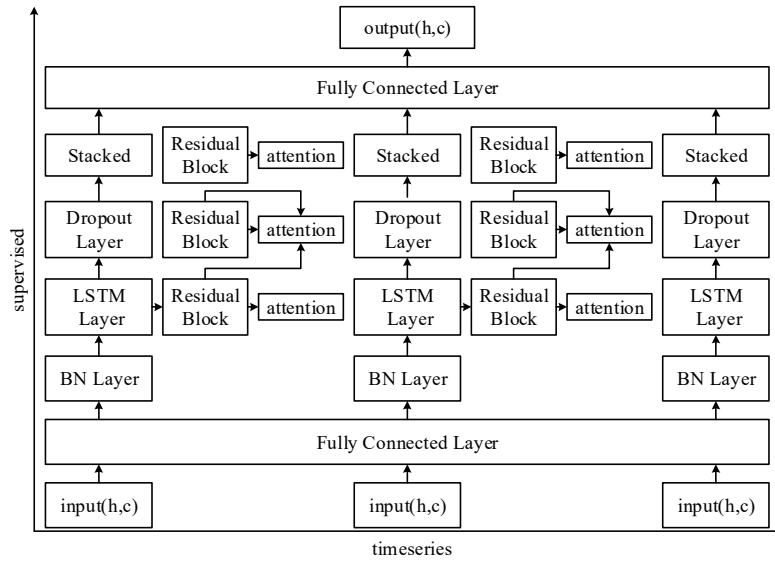 output(h,c)
Fully Connected Layer
Stacked
Residual
Block
attention
Stacked
Residual
Block
attention
Stacked
Dropout
Layer
Residual
Block
attention
Dropout
Layer
Residual
Block
attention
Dropout
Layer
LSTM
Layer
Residual
Block
attention
LSTM
Layer
Residual
Block
attention
LSTM
Layer
BN Layer
BN Layer
BN Layer
Fully Connected Layer
input(h,c)
input(h,c)
input(h,c)
supervised
timeseries